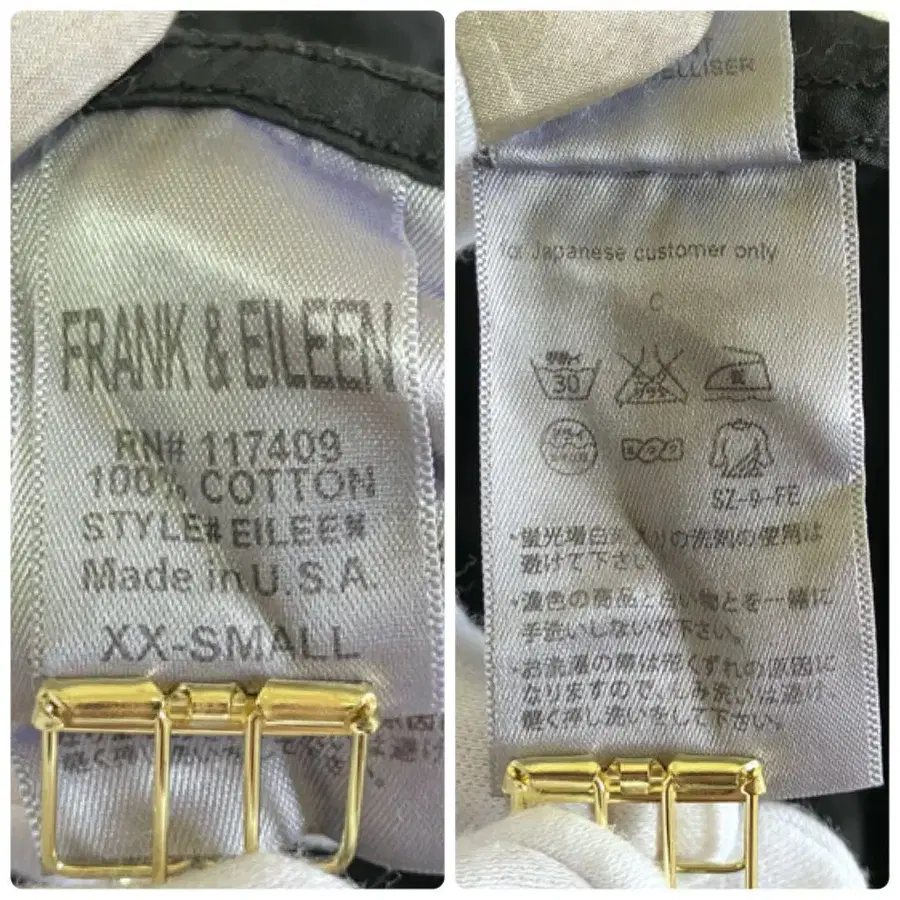 FRANK & EILEEN
RN# 117409
100% COTTON
STYLE# EILEEN
Made in U.S.A.
XX-SMALL
ELLISER
for Japanese customer only
C
30
SZ-9-FE
・蛍光増白 の洗剤の使用は
避けて下さい
・濃色の商品と白い物とを一緒に
手洗いしないで下さい。
・お洗濯の際は形くずれの原因に
なりますので、もみ洗いは避け
軽く押し洗いをして下さい。